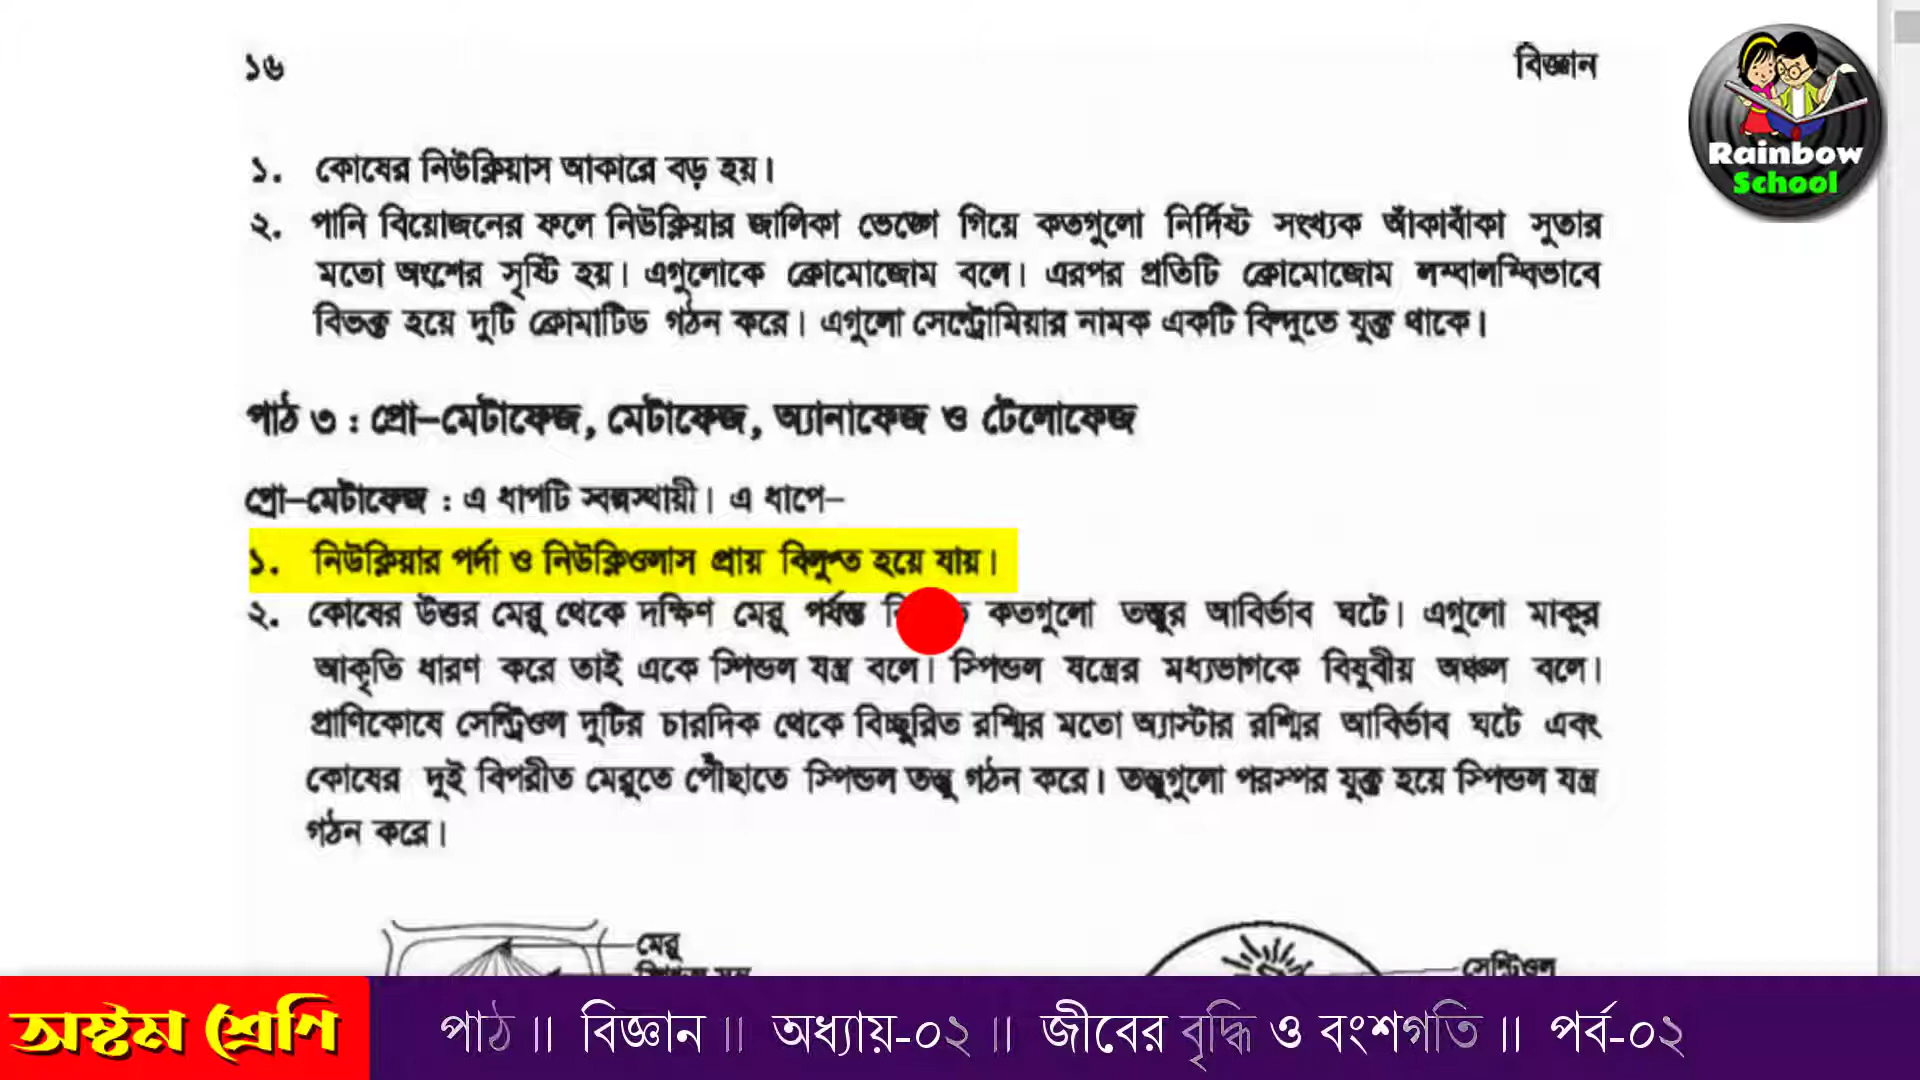 ১৬ বিজ্ঞান
Rainbow
School
১. কোষের নিউক্লিয়াস আকারে বড় হয়।
২. পানি বিয়োজনের ফলে নিউক্লিয়ার জালিকা ভেঙ্গে গিয়ে কতগুলো নির্দিষ্ট সংখ্যক আঁকাবাঁকা সুতার
মতো অংশের সৃষ্টি হয়। এগুলোকে ক্রোমোজোম বলে। এরপর প্রতিটি ক্রোমোজোম লম্বালম্বিভাবে
বিভক্ত হয়ে দুটি ক্রোমাটিড গঠন করে। এগুলো সেন্ট্রোমিয়ার নামক একটি বিন্দুতে যুক্ত থাকে।
পাঠ ৩ : প্রো-মেটাফেজ, মেটাফেজ, অ্যানাফেজ ও টেলোফেজ
প্রো-মেটাফেজ : এ ধাপটি স্বল্পস্থায়ী। এ ধাপে-
১. নিউক্লিয়ার পর্দা ও নিউক্লিওলাস প্রায় বিলুপ্ত হয়ে যায়।
২. কোষের উত্তর মেরু থেকে দক্ষিণ মেরু পর্যন্ত কতগুলো তন্তুর আবির্ভাব ঘটে। এগুলো মাকুর
আকৃতি ধারণ করে তাই একে স্পিন্ডল যন্ত্র বলে। স্পিন্ডল যন্ত্রের মধ্যভাগকে বিষুবীয় অঞ্চল বলে।
প্রাণিকোষে সেন্ট্রিওল দুটির চারদিক থেকে বিচ্ছুরিত রশ্মির মতো অ্যাস্টার রশ্মির আবির্ভাব ঘটে এবং
কোষের দুই বিপরীত মেরুতে পৌঁছাতে স্পিন্ডল তন্তু গঠন করে। তন্তুগুলো পরস্পর যুক্ত হয়ে স্পিন্ডল যন্ত্র
গঠন করে।
মেরু
সেন্ট্রিওল
অষ্টম শ্রেণি
পাঠ ॥ বিজ্ঞান ॥ অধ্যায়-০২ ॥ জীবের বৃদ্ধি ও বংশগতি ॥ পর্ব-০২